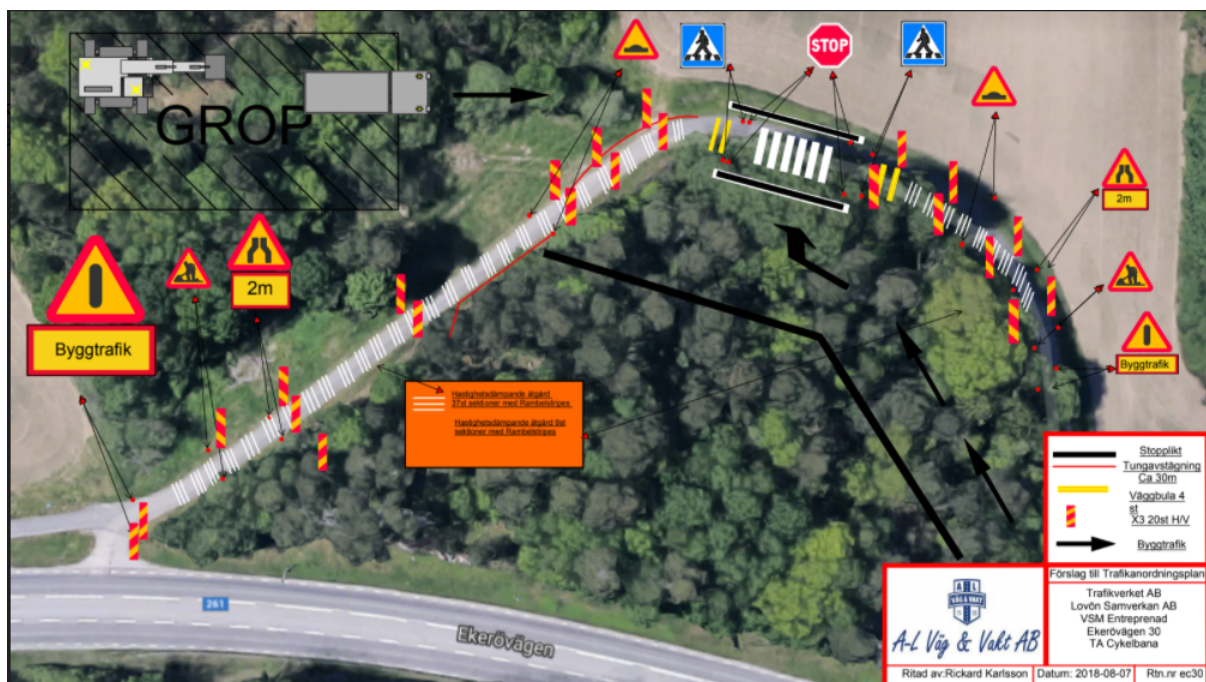 GROP
STOP
2m
2m
Byggtrafik
Byggtrafik
Hastighetsdämpande åtgärd
37st sektioner med Rambelstripes
Hastighetsdämpande åtgärd 9st
sektioner med Rambelstripes
261
Ekerövägen
Stopplikt
Tungavstägning
Ca 30m
Väggbula 4
st
X3 20st H/V
Byggtrafik
A L
VÄG & VAKT
A-L Väg & Vakt AB
Förslag till Trafikanordningsplan
Trafikverket AB
Lovön Samverkan AB
VSM Entreprenad
Ekerövägen 30
TA Cykelbana
Ritad av:Rickard Karlsson
Datum: 2018-08-07
Rtn.nr ec30